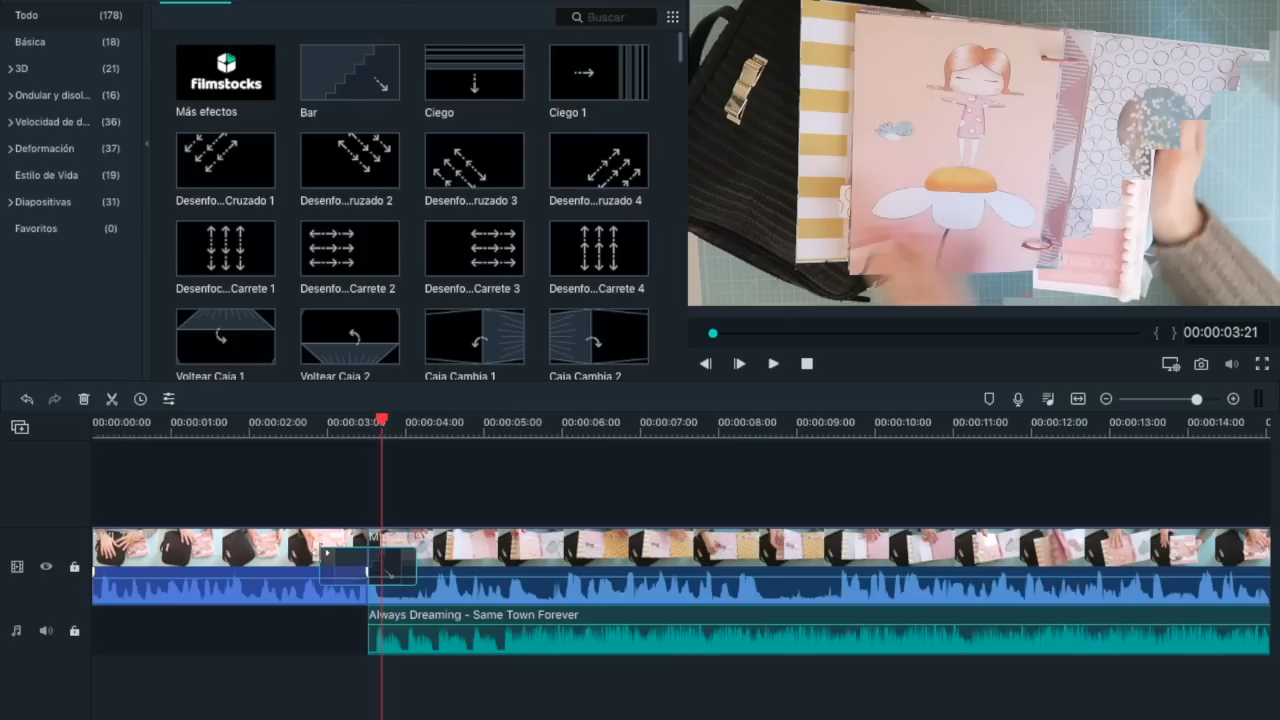 Todo (178)
Básica (18)
3D (21)
Ondular y disol... (16)
Velocidad de d... (36)
Deformación (37)
Estilo de Vida (19)
Diapositivas (31)
Favoritos (0)
Buscar
filmstocks
Más efectos Bar Ciego Ciego 1
Desenfo...Cruzado 1 Desenfo...ruzado 2 Desenfo...ruzado 3 Desenfo...ruzado 4
Desenfoc...Carrete 1 Desenfo...Carrete 2 Desenfo...Carrete 3 Desenfo...Carrete 4
Voltear Caja 1 Voltear Caja 2 Caja Cambia 1 Caja Cambia 2
{ } 00:00:03:21
00:00:00:00 00:00:01:00 00:00:02:00 00:00:03:0 00:00:04:00 00:00:05:00 00:00:06:00 00:00:07:00 00:00:08:00 00:00:09:00 00:00:10:00 00:00:11:00 00:00:12:00 00:00:13:00 00:00:14:00
Always Dreaming - Same Town Forever